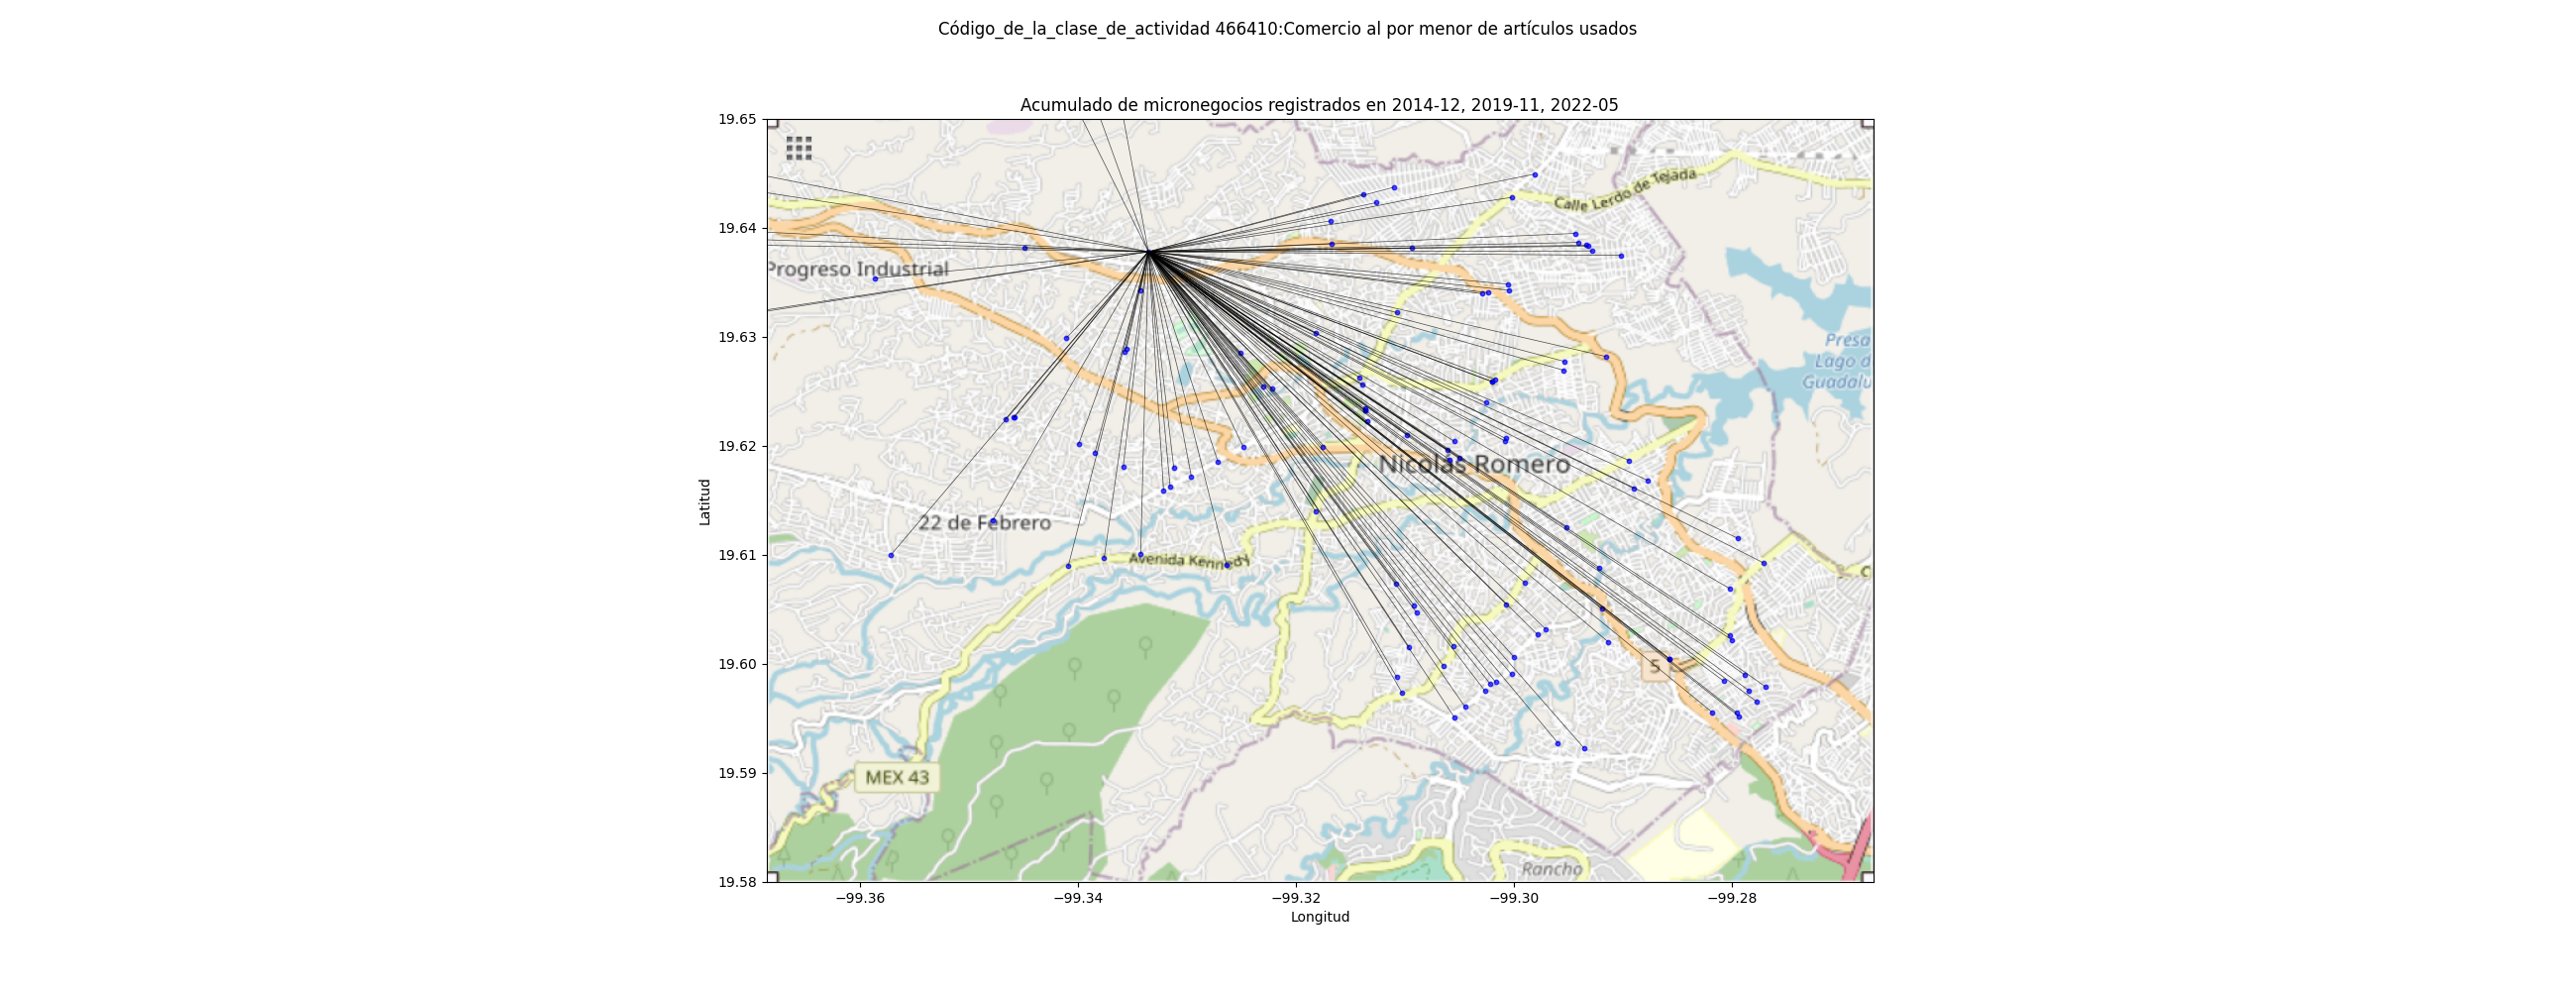 Código_de_la_clase_de_actividad 466410:Comercio al por menor de artículos usados
Acumulado de micronegocios registrados en 2014-12, 2019-11, 2022-05
19.65
19.64
19.63
19.62
19.61
19.60
19.59
19.58
Latitud
Calle Lerdo de Tejada
Progreso Industrial
Presa
Lago d
Guadalu
Nicolás Romero
22 de Febrero
Avenida Kennedy
C
5
MEX 43
Rancho
−99.36
−99.34
−99.32
−99.30
−99.28
Longitud